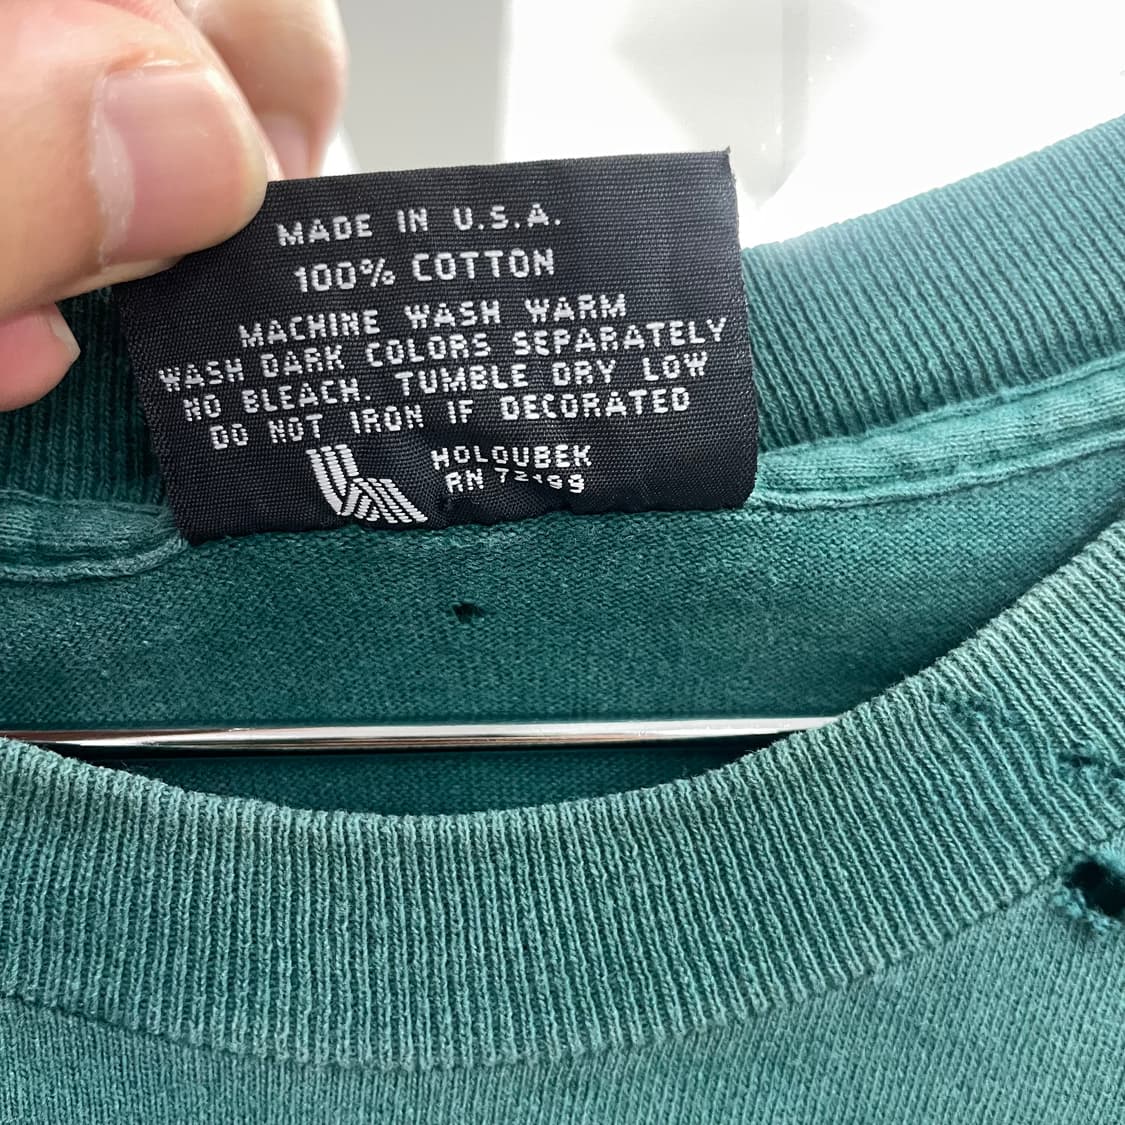 MADE IN U.S.A.
100% COTTON
MACHINE WASH WARM
WASH DARK COLORS SEPARATELY
NO BLEACH. TUMBLE DRY LOW
DO NOT IRON IF DECORATED
HOLOUBEK
RN